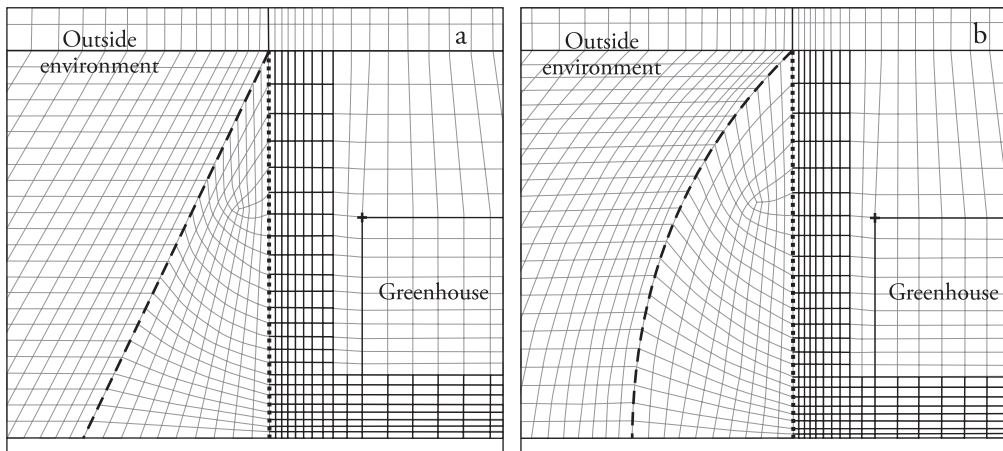 Outside
environment
a
Greenhouse
Outside
environment
b
Greenhouse